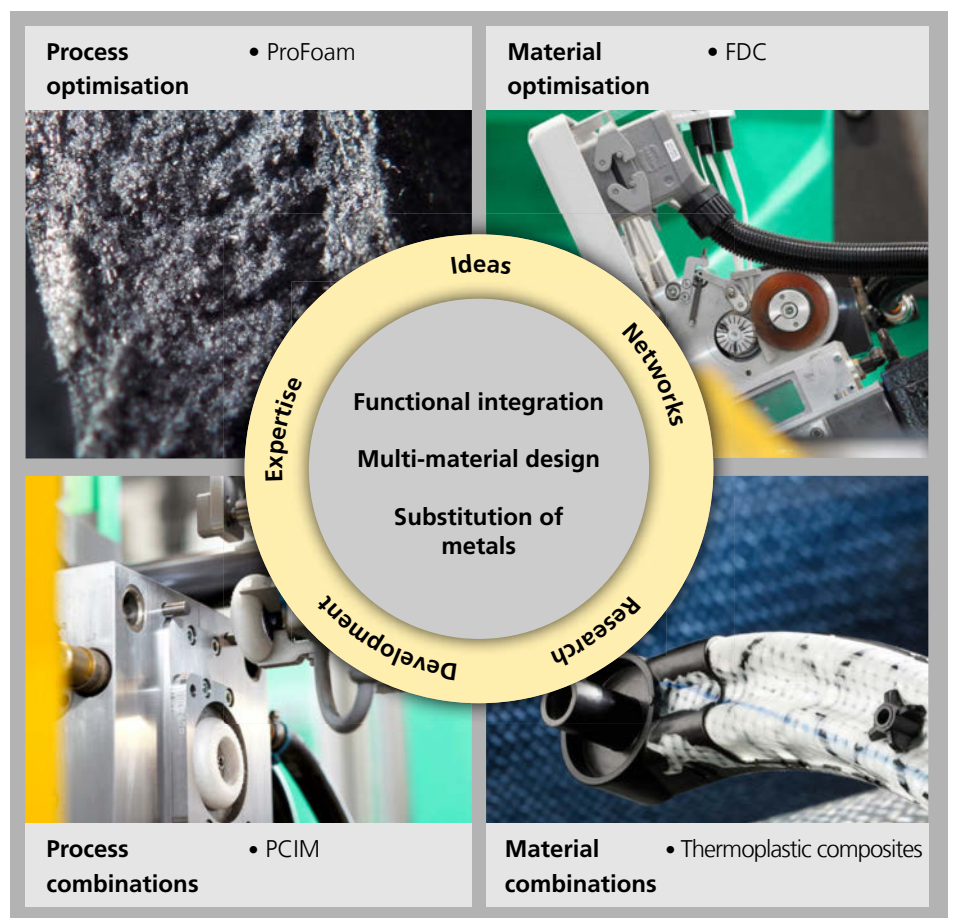 Process
optimisation
• ProFoam
Material
optimisation
• FDC
Ideas
Networks
Expertise
Functional integration
Multi-material design
Substitution of
metals
Development
Research
Process
combinations
• PCIM
Material
combinations
• Thermoplastic composites